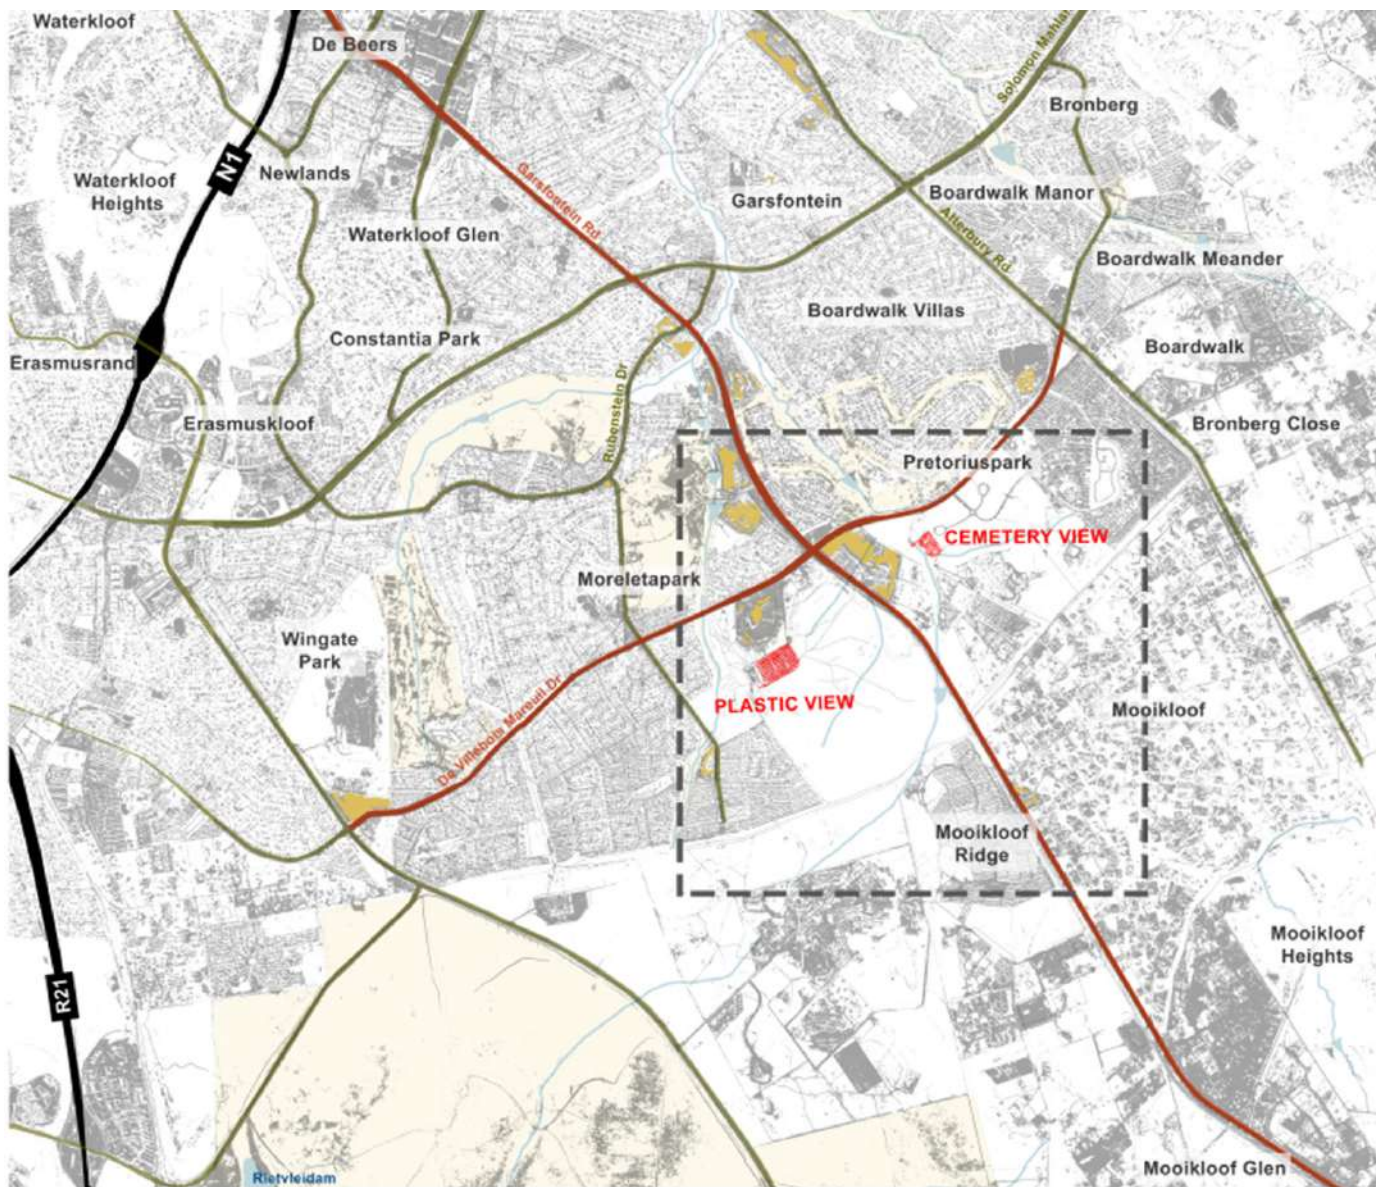 Waterkloof
De Beers
Solomon Mahla
Bronberg
N1
Newlands
Waterkloof
Heights
Garsfontein Rd
Garsfontein
Boardwalk Manor
Waterkloof Glen
Atterbury Rd
Boardwalk Meander
Boardwalk Villas
Constantia Park
Boardwalk
Erasmusrand
Rubenstein Dr
Erasmuskloof
Bronberg Close
Pretoriuspark
CEMETERY VIEW
Moreletapark
Wingate
Park
PLASTIC VIEW
Mooikloof
De Villebois Mareuil Dr
Mooikloof
Ridge
Mooikloof
Heights
R21
Mooikloof Glen
Rietvleidam